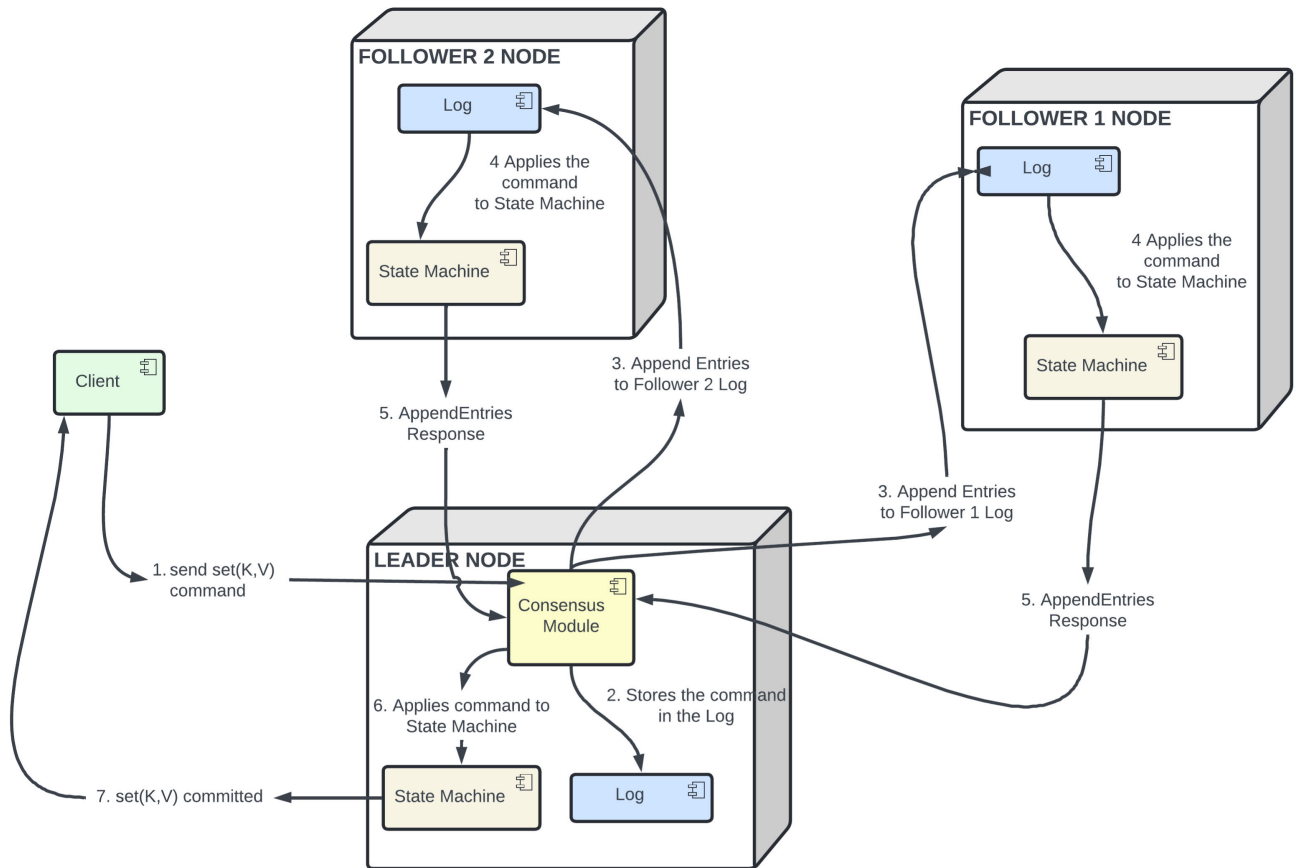 FOLLOWER 2 NODE
Log
4 Applies the
command
to State Machine
State Machine
FOLLOWER 1 NODE
Log
4 Applies the
command
to State Machine
State Machine
Client
3. Append Entries
to Follower 2 Log
5. AppendEntries
Response
3. Append Entries
to Follower 1 Log
LEADER NODE
1. send set(K,V)
command
Consensus
Module
5. AppendEntries
Response
6. Applies command to
State Machine
2. Stores the command
in the Log
State Machine
Log
7. set(K,V) committed